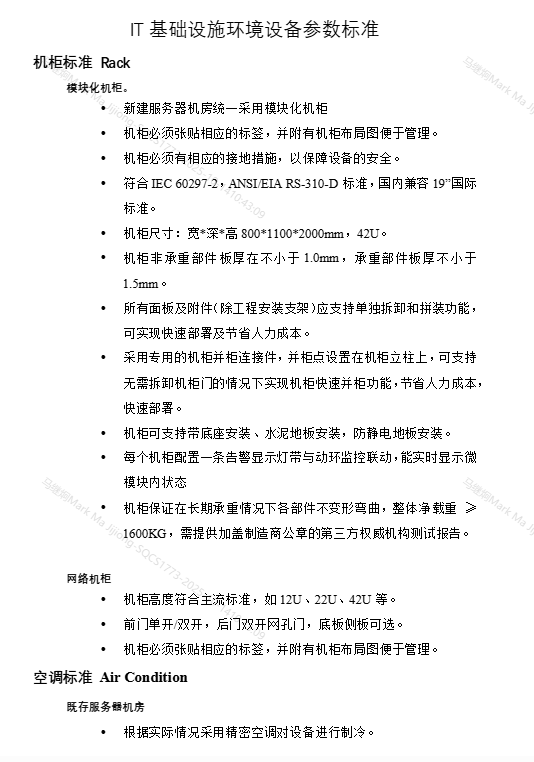 IT 基础设施环境设备参数标准
机柜标准 Rack
模块化机柜。
• 新建服务器机房统一采用模块化机柜
• 机柜必须张贴相应的标签，并附有机柜布局图便于管理。
• 机柜必须有相应的接地措施，以保障设备的安全。
• 符合 IEC 60297-2，ANSI/EIA RS-310-D 标准，国内兼容 19”国际
标准。
• 机柜尺寸：宽*深*高 800*1100*2000mm，42U。
• 机柜非承重部件板厚在不小于 1.0mm，承重部件板厚不小于
1.5mm。
• 所有面板及附件（除工程安装支架）应支持单独拆卸和拼装功能，
可实现快速部署及节省人力成本。
• 采用专用的机柜并柜连接件，并柜点设置在机柜立柱上，可支持
无需拆卸机柜门的情况下实现机柜快速并柜功能，节省人力成本，
快速部署。
• 机柜可支持带底座安装、水泥地板安装，防静电地板安装。
• 每个机柜配置一条告警显示灯带与动环监控联动，能实时显示微
模块内状态
• 机柜保证在长期承重情况下各部件不变形弯曲，整体净载重 ≥
1600KG，需提供加盖制造商公章的第三方权威机构测试报告。
网络机柜
• 机柜高度符合主流标准，如 12U、22U、42U 等。
• 前门单开/双开，后门双开网孔门，底板侧板可选。
• 机柜必须张贴相应的标签，并附有机柜布局图便于管理。
空调标准 Air Condition
既存服务器机房
• 根据实际情况采用精密空调对设备进行制冷。